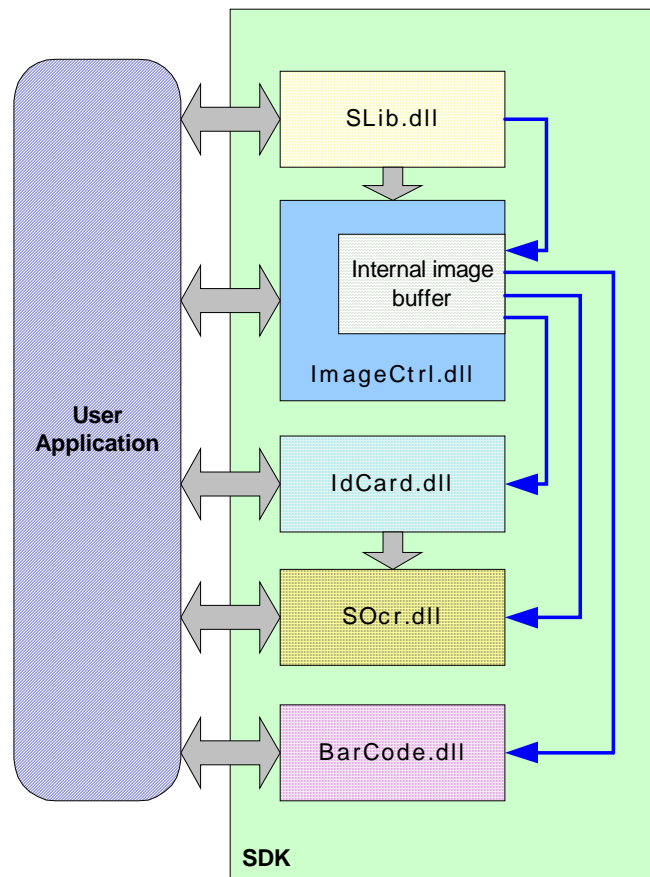 SLib.dll
Internal image
buffer
ImageCtrl.dll
User
Application
IdCard.dll
SOcr.dll
BarCode.dll
SDK